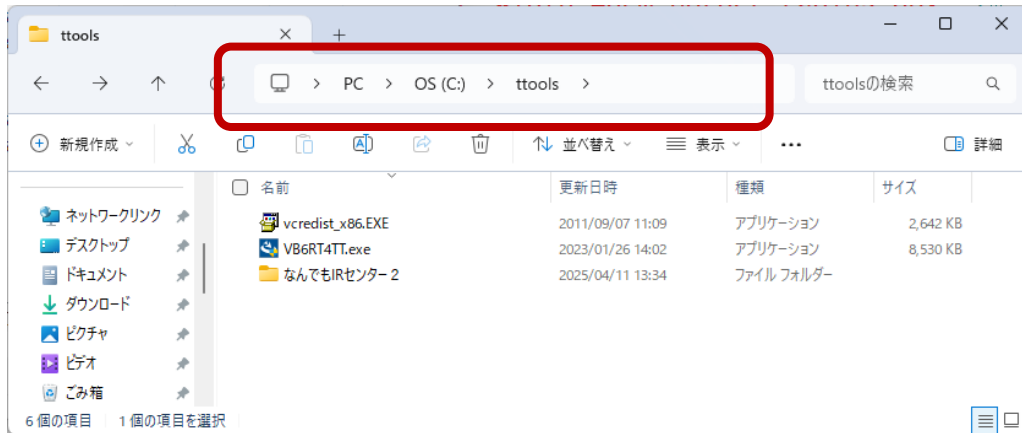 ttools
PC > OS (C:) > ttools >
ttoolsの検索
新規作成
並べ替え
表示
詳細
名前 更新日時 種類 サイズ
ネットワークリンク
デスクトップ
ドキュメント
ダウンロード
ピクチャ
ビデオ
ごみ箱
vcredist_x86.EXE 2011/09/07 11:09 アプリケーション 2,642 KB
VB6RT4TT.exe 2023/01/26 14:02 アプリケーション 8,530 KB
なんでもIRセンター２ 2025/04/11 13:34 ファイル フォルダー
6 個の項目 1 個の項目を選択